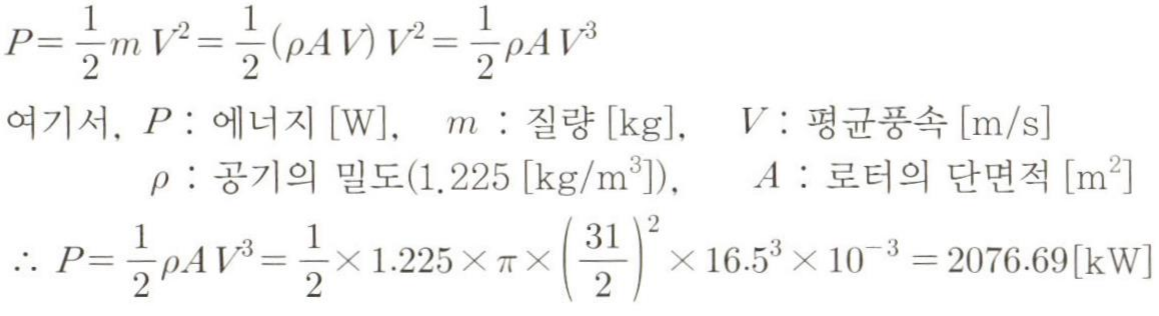 P = 1/2 m V² = 1/2 (ρAV) V² = 1/2 ρAV³
여기서, P : 에너지 [W], m : 질량 [kg], V : 평균풍속 [m/s]
ρ : 공기의 밀도(1.225 [kg/m³]), A : 로터의 단면적 [m²]
∴ P = 1/2 ρAV³ = 1/2 × 1.225 × π × (31/2)² × 16.5³ × 10⁻³ = 2076.69[kW]